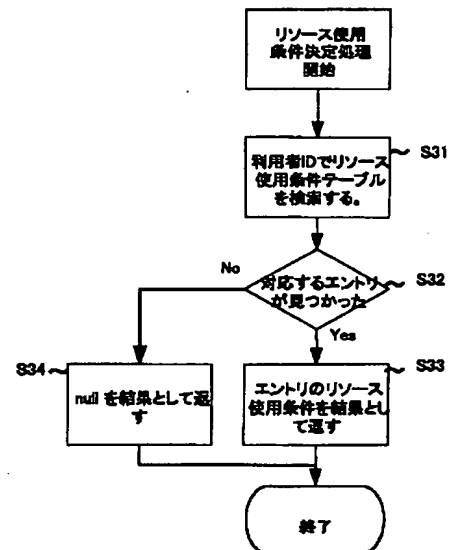 リソース使用
条件決定処理
開始
利用者IDでリソース
使用条件テーブル
を検索する。
S31
対応するエントリ
が見つかった
S32
No
Yes
S34
null を結果として返
す
エントリのリソース
使用条件を結果とし
て返す
S33
終了